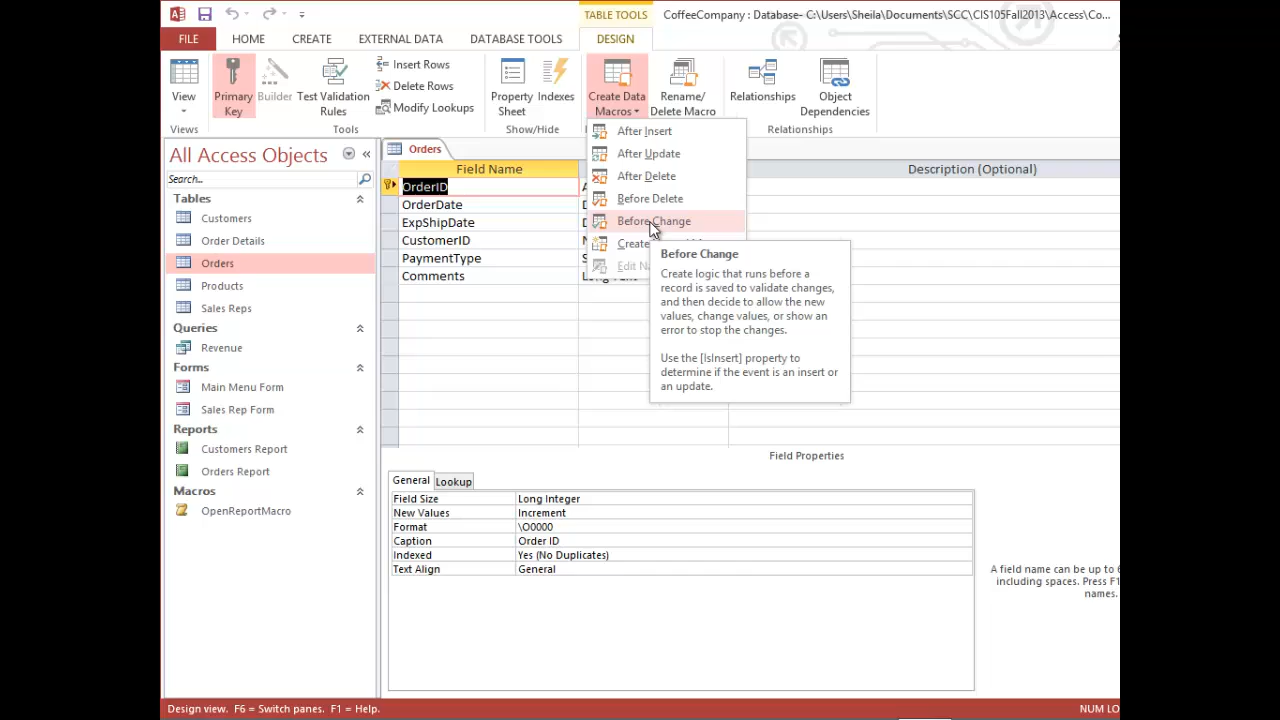 TABLE TOOLS
CoffeeCompany : Database- C:\Users\Sheila\Documents\SCC\CIS105Fall2013\Access\Co...
FILE
HOME
CREATE
EXTERNAL DATA
DATABASE TOOLS
DESIGN
View
Primary
Key
Builder
Test Validation
Rules
Insert Rows
Delete Rows
Modify Lookups
Property
Sheet
Indexes
Create Data
Macros
Rename/
Delete Macro
Relationships
Object
Dependencies
Views
Tools
Show/Hide
Relationships
All Access Objects
Search...
Tables
Customers
Order Details
Orders
Products
Sales Reps
Queries
Revenue
Forms
Main Menu Form
Sales Rep Form
Reports
Customers Report
Orders Report
Macros
OpenReportMacro
Orders
Field Name
Description (Optional)
OrderID
OrderDate
ExpShipDate
CustomerID
PaymentType
Comments
After Insert
After Update
After Delete
Before Delete
Before Change
Create
Before Change
Create logic that runs before a
record is saved to validate changes,
and then decide to allow the new
values, change values, or show an
error to stop the changes.
Use the [IsInsert] property to
determine if the event is an insert or
an update.
Field Properties
General
Lookup
Field Size Long Integer
New Values Increment
Format \O0000
Caption Order ID
Indexed Yes (No Duplicates)
Text Align General
A field name can be up to 6
including spaces. Press F1
names.
Design view. F6 = Switch panes. F1 = Help.
NUM LO